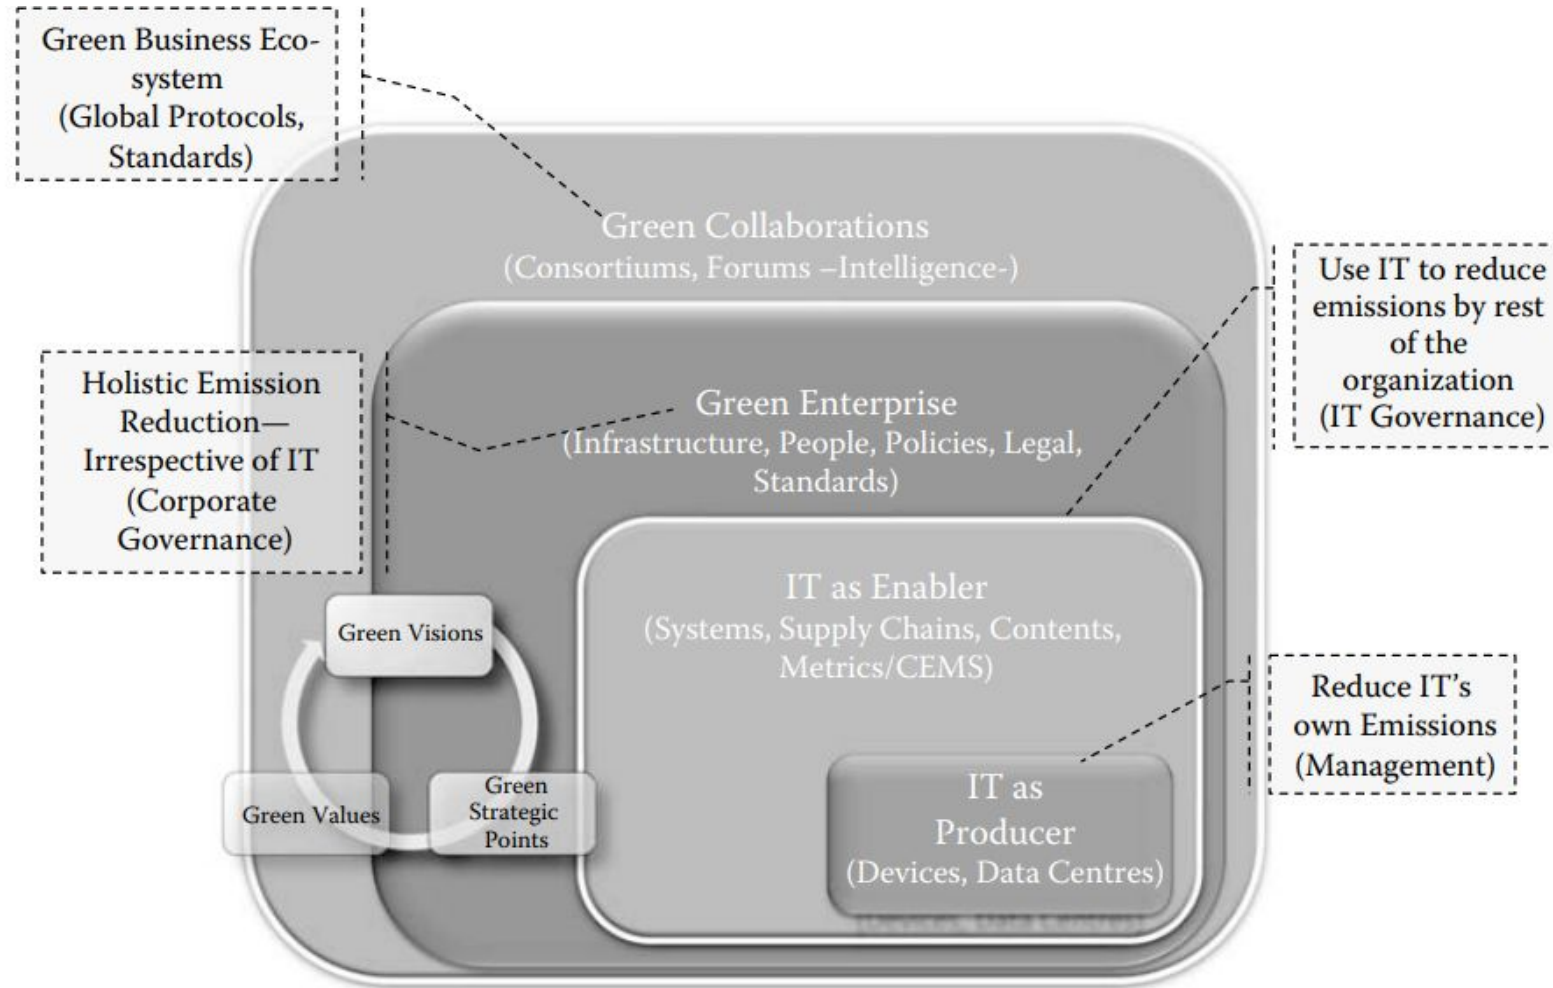 Green Business Eco-
system
(Global Protocols,
Standards)
Green Collaborations
(Consortiums, Forums –Intelligence-)
Use IT to reduce
emissions by rest
of the
organization
(IT Governance)
Holistic Emission
Reduction—
Irrespective of IT
(Corporate
Governance)
Green Enterprise
(Infrastructure, People, Policies, Legal,
Standards)
IT as Enabler
(Systems, Supply Chains, Contents,
Metrics/CEMS)
Green Visions
Green Values
Green
Strategic
Points
Reduce IT’s
own Emissions
(Management)
IT as
Producer
(Devices, Data Centres)
(Devices, Data Centres)